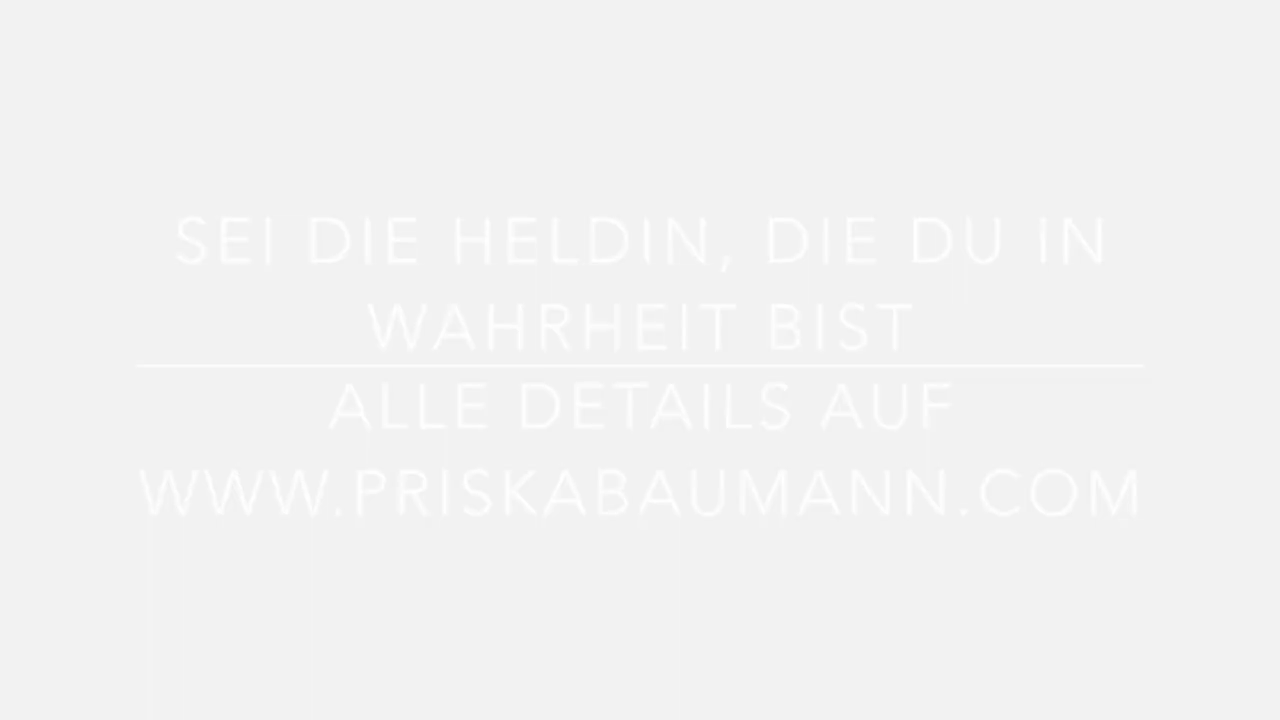 SEI DIE HELDIN, DIE DU IN
WAHRHEIT BIST
ALLE DETAILS AUF
WWW.PRISKABAUMANN.COM